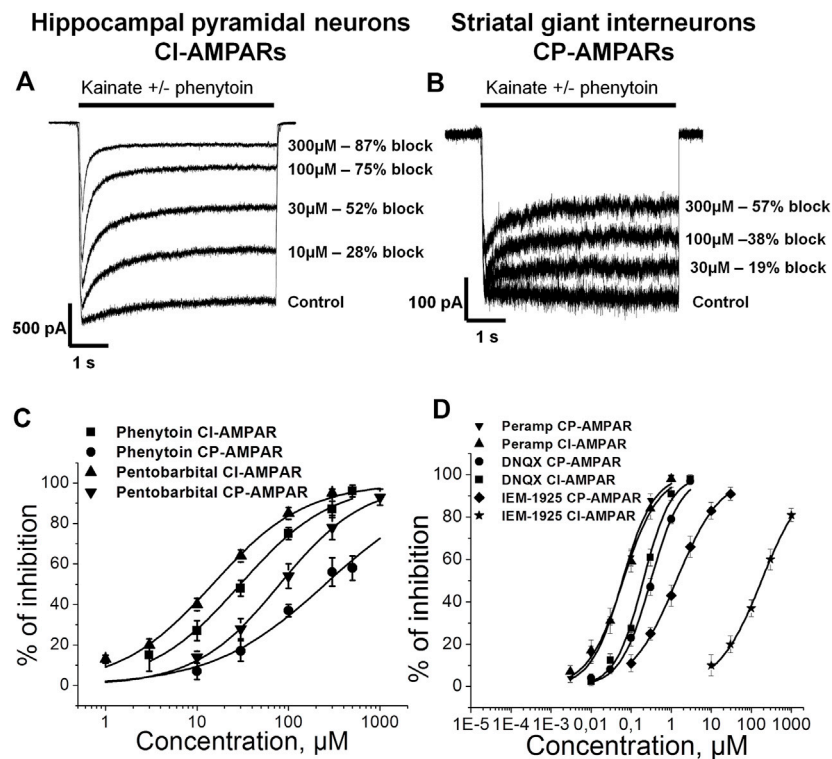 Hippocampal pyramidal neurons
CI-AMPARs
Striatal giant interneurons
CP-AMPARs
A
Kainate +/- phenytoin
300µM – 87% block
100µM – 75% block
30µM – 52% block
10µM – 28% block
Control
500 pA
1 s
B
Kainate +/- phenytoin
300µM – 57% block
100µM –38% block
30µM – 19% block
Control
100 pA
1 s
C
Phenytoin CI-AMPAR
Phenytoin CP-AMPAR
Pentobarbital CI-AMPAR
Pentobarbital CP-AMPAR
% of inhibition
100
80
60
40
20
0
1 10 100 1000
Concentration, µM
D
Peramp CP-AMPAR
Peramp CI-AMPAR
DNQX CP-AMPAR
DNQX CI-AMPAR
IEM-1925 CP-AMPAR
IEM-1925 CI-AMPAR
% of inhibition
100
80
60
40
20
0
1E-5 1E-4 1E-3 0,01 0,1 1 10 100 1000
Concentration, µM